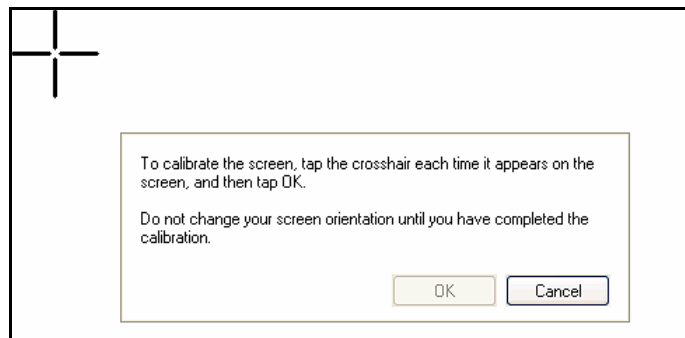 To calibrate the screen, tap the crosshair each time it appears on the
screen, and then tap OK.
Do not change your screen orientation until you have completed the
calibration.
OK
Cancel